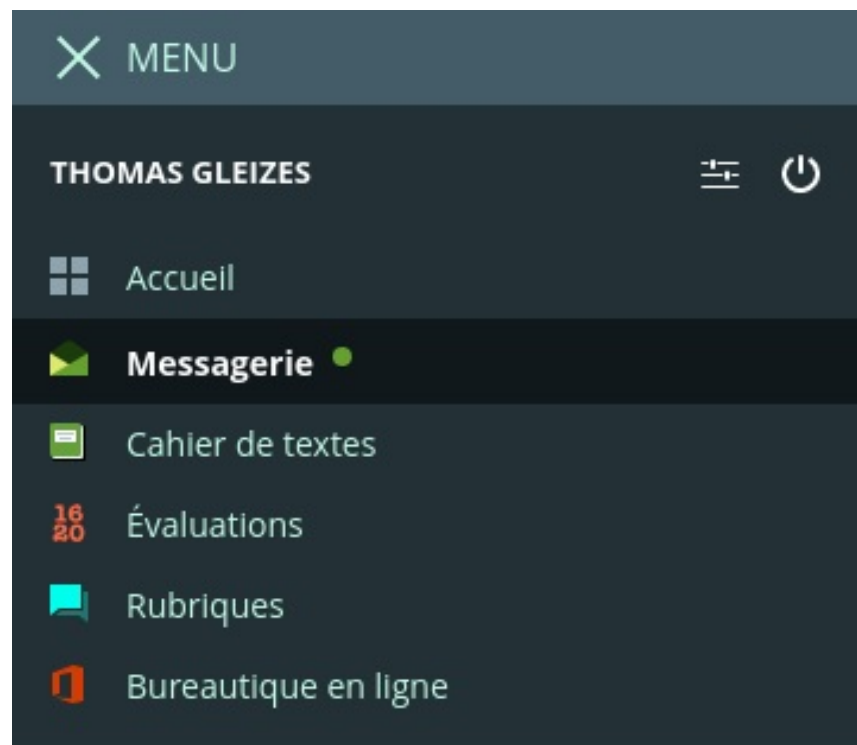 MENU
THOMAS GLEIZES
Accueil
Messagerie
Cahier de textes
16
20
Évaluations
Rubriques
Bureautique en ligne